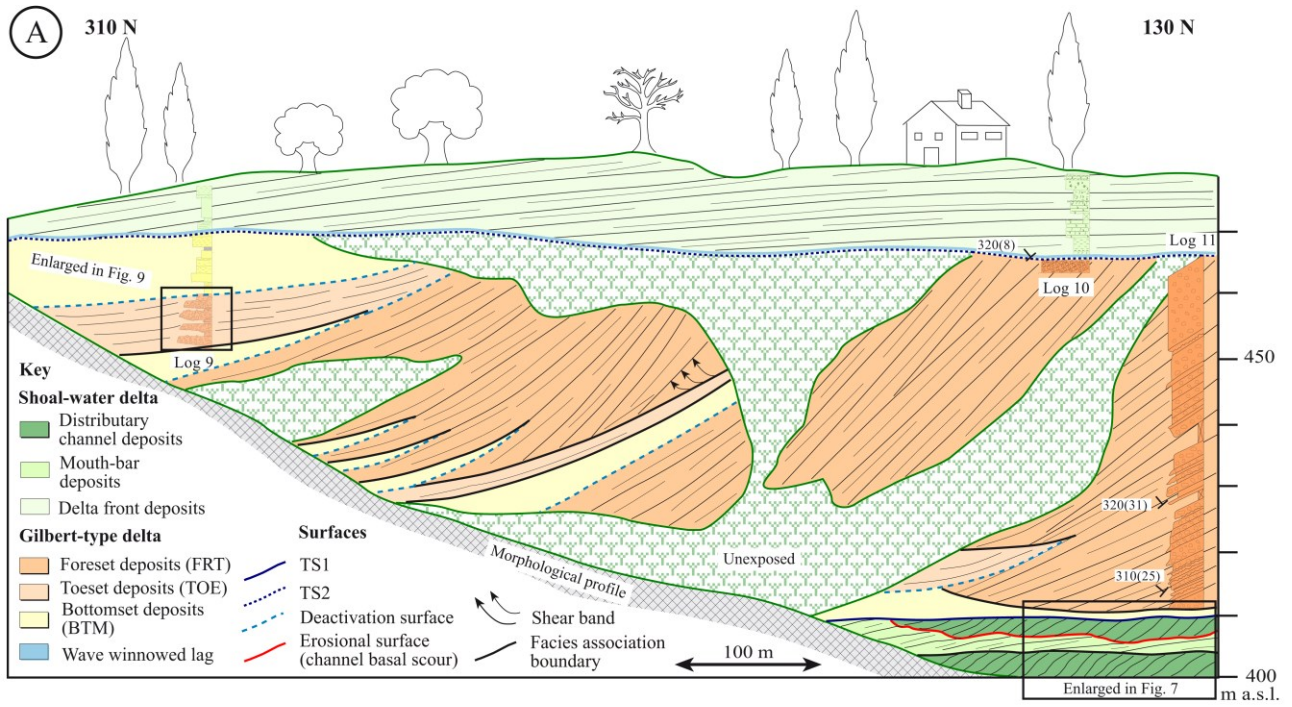 A
310 N
130 N
Enlarged in Fig. 9
320(8)
Log 11
Log 10
Log 9
450
Key
Shoal-water delta
Distributary
channel deposits
Mouth-bar
deposits
Delta front deposits
Gilbert-type delta
Foreset deposits (FRT)
Toeset deposits (TOE)
Bottomset deposits
(BTM)
Wave winnowed lag
Surfaces
TS1
TS2
Deactivation surface
Erosional surface
(channel basal scour)
Morphological profile
Unexposed
Shear band
Facies association
boundary
100 m
320(31)
310(25)
400
m a.s.l.
Enlarged in Fig. 7